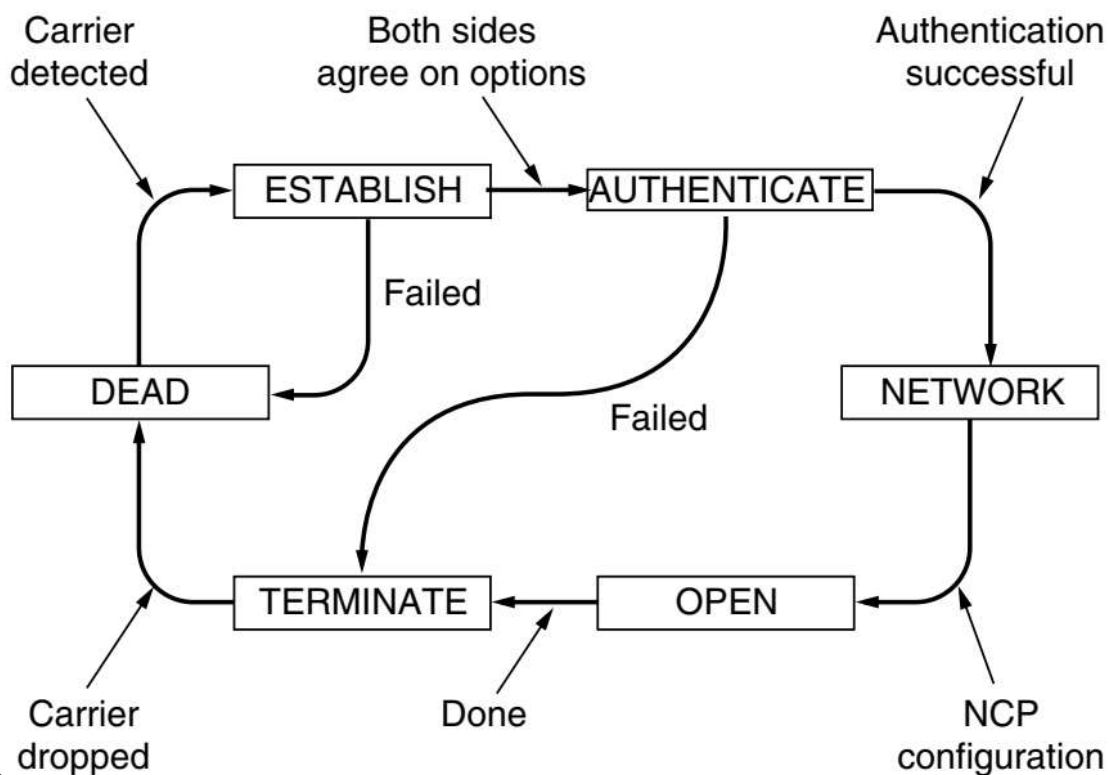 Carrier
detected
Both sides
agree on options
Authentication
successful
ESTABLISH
AUTHENTICATE
Failed
DEAD
NETWORK
Failed
TERMINATE
OPEN
Carrier
dropped
Done
NCP
configuration